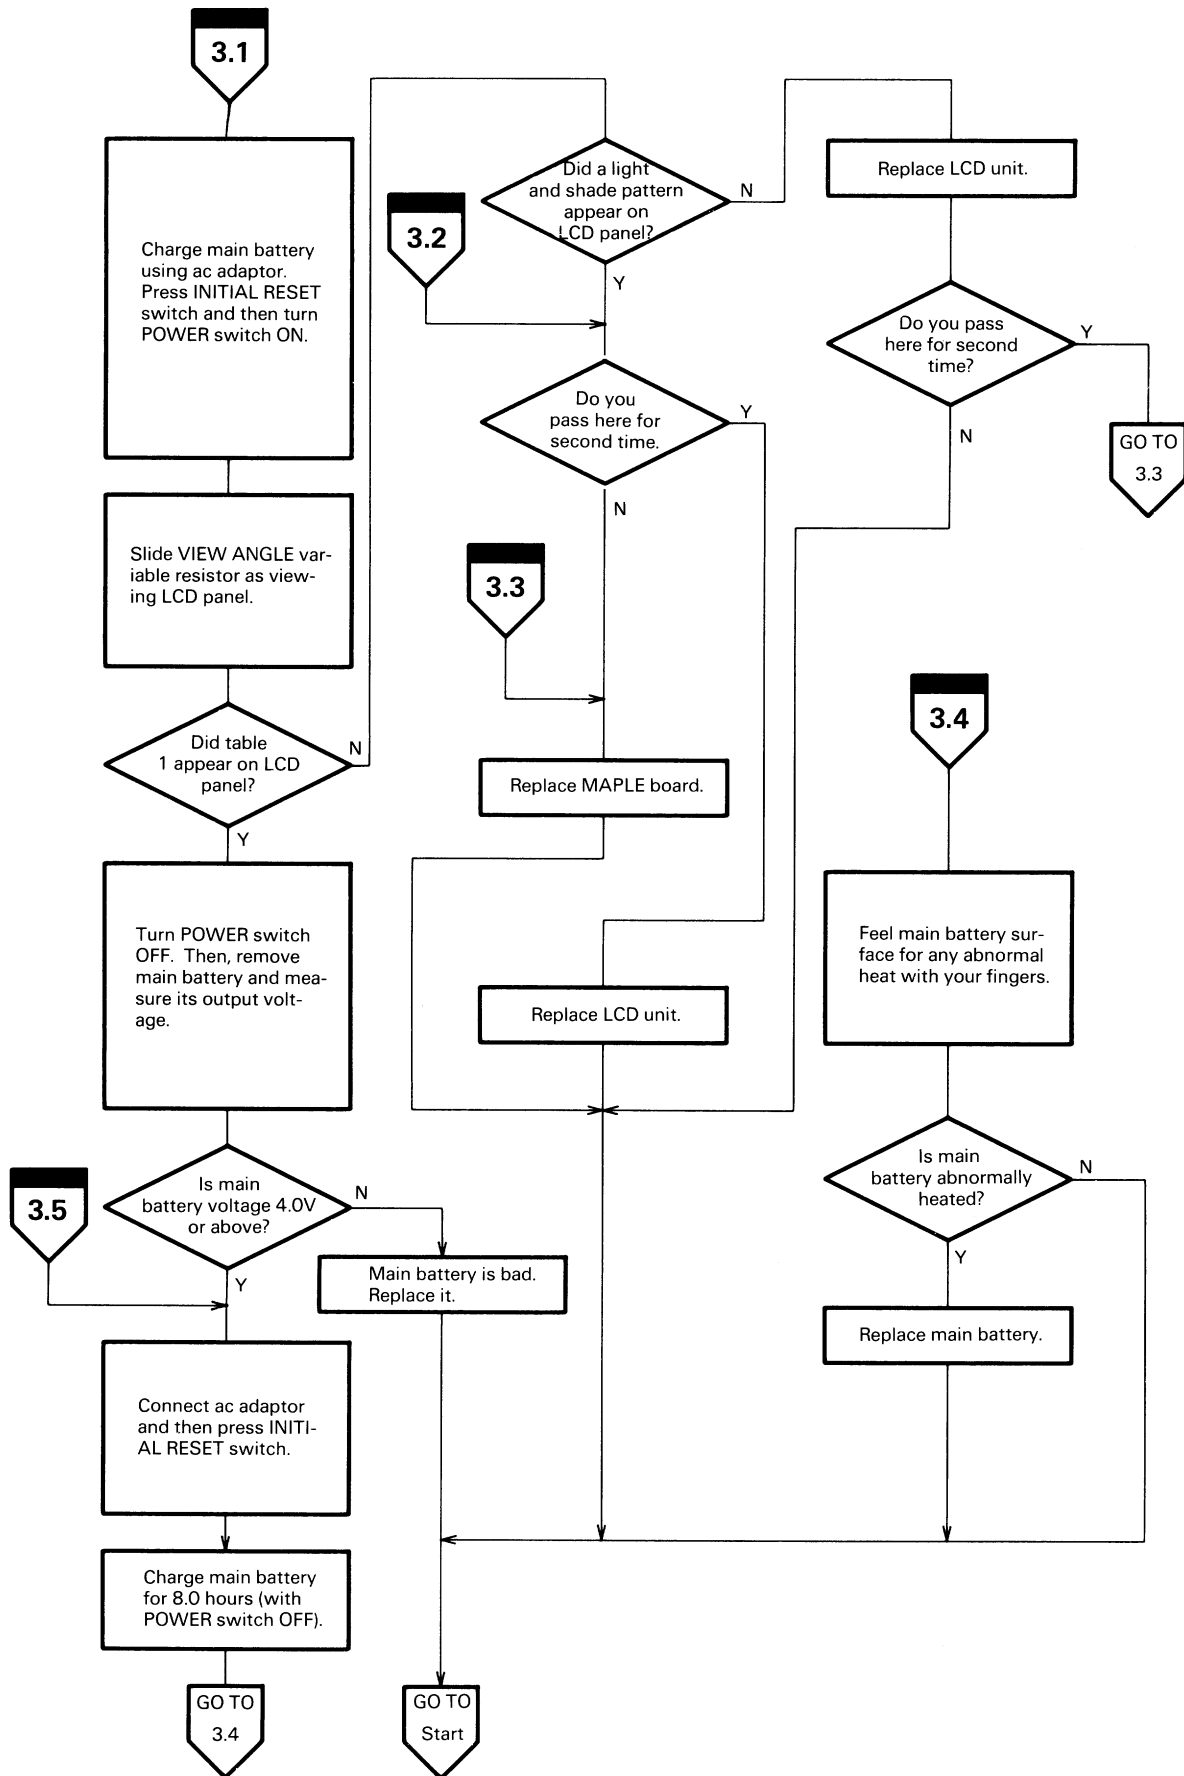 3.1
Charge main battery
using ac adaptor.
Press INITIAL RESET
switch and then turn
POWER switch ON.
Slide VIEW ANGLE var-
iable resistor as view-
ing LCD panel.
Did table
1 appear on LCD
panel?
N
Y
Turn POWER switch
OFF. Then, remove
main battery and mea-
sure its output volt-
age.
3.5
Is main
battery voltage 4.0V
or above?
N
Y
Main battery is bad.
Replace it.
Connect ac adaptor
and then press INITI-
AL RESET switch.
Charge main battery
for 8.0 hours (with
POWER switch OFF).
GO TO
3.4
GO TO
Start
Did a light
and shade pattern
appear on
LCD panel?
N
Y
3.2
Do you
pass here for
second time.
Y
N
3.3
Replace MAPLE board.
Replace LCD unit.
Replace LCD unit.
Do you pass
here for second
time?
Y
N
GO TO
3.3
3.4
Feel main battery sur-
face for any abnormal
heat with your fingers.
Is main
battery abnormally
heated?
N
Y
Replace main battery.